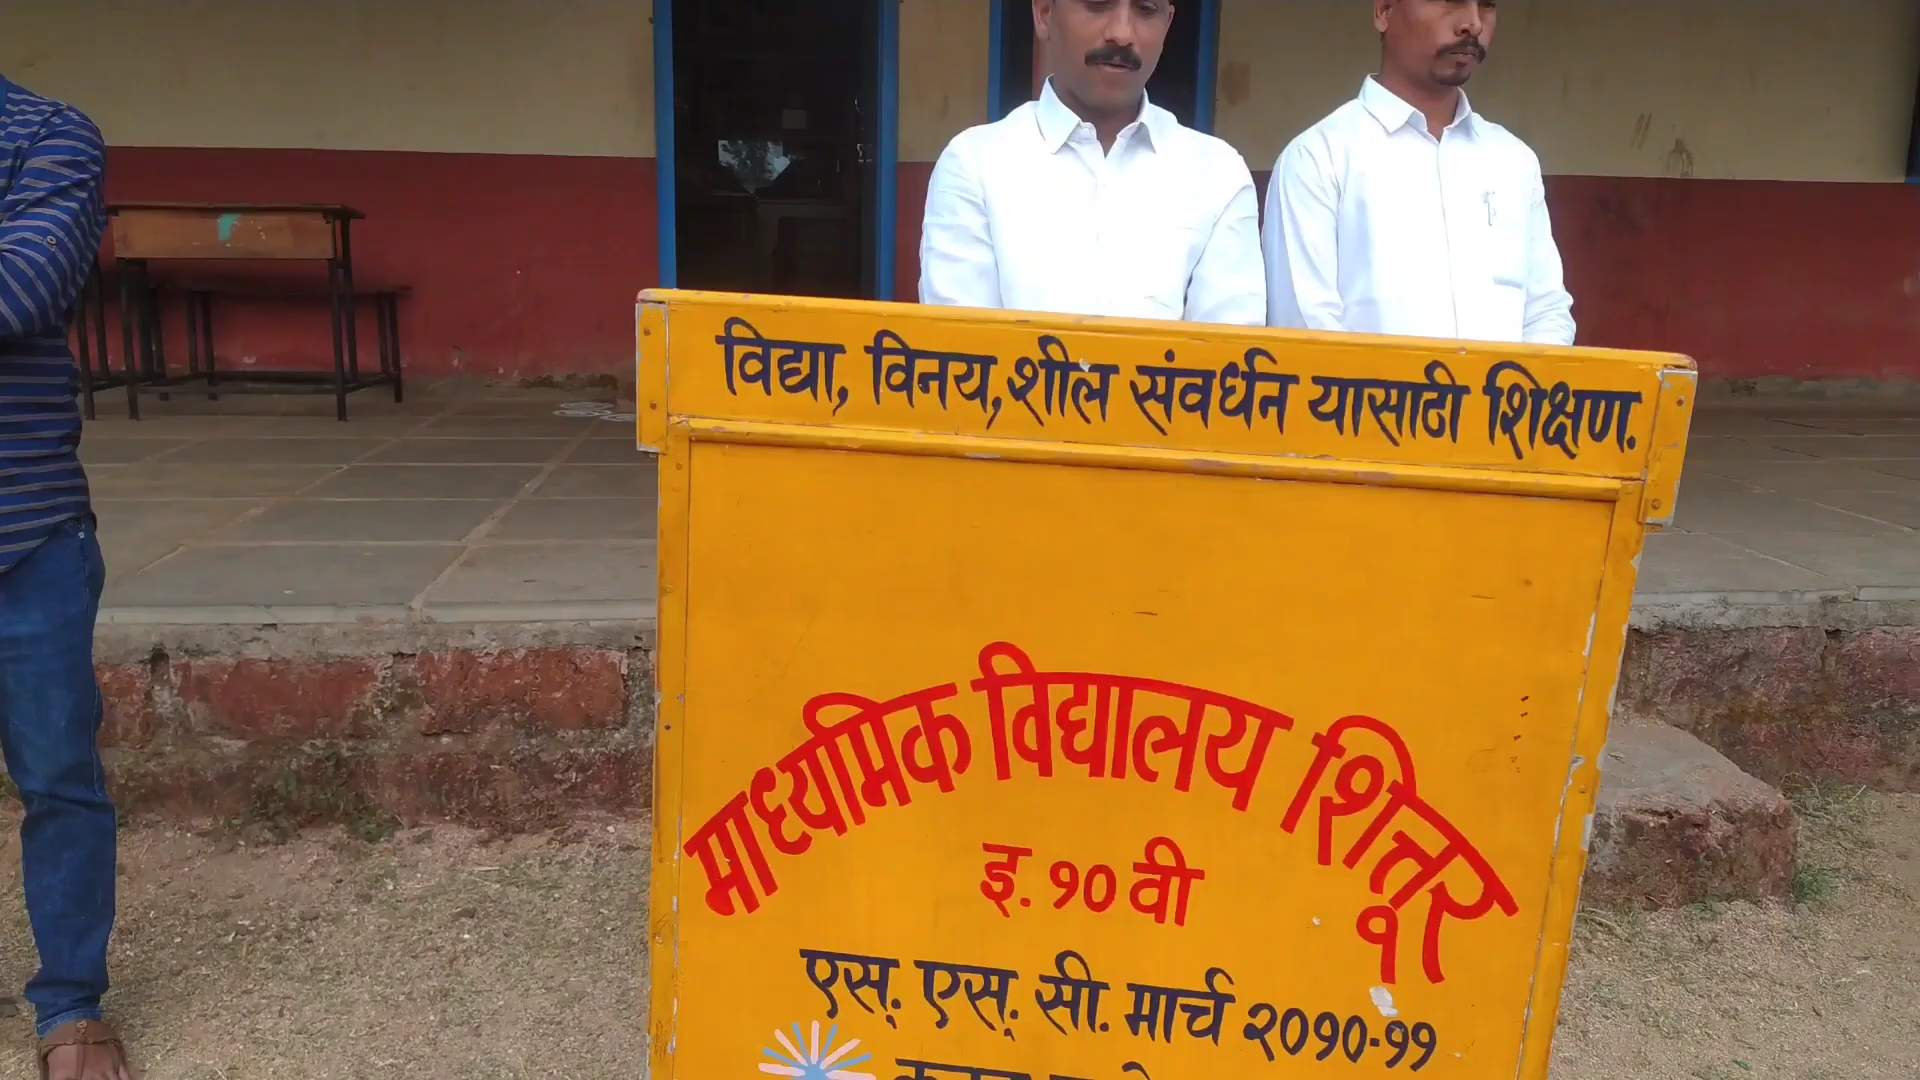 विद्या, विनय, शील संवर्धन यासाठी शिक्षण.
माध्यमिक विद्यालय शित्तूर
इ. १० वी
एस्. एस्. सी. मार्च २०१०-११